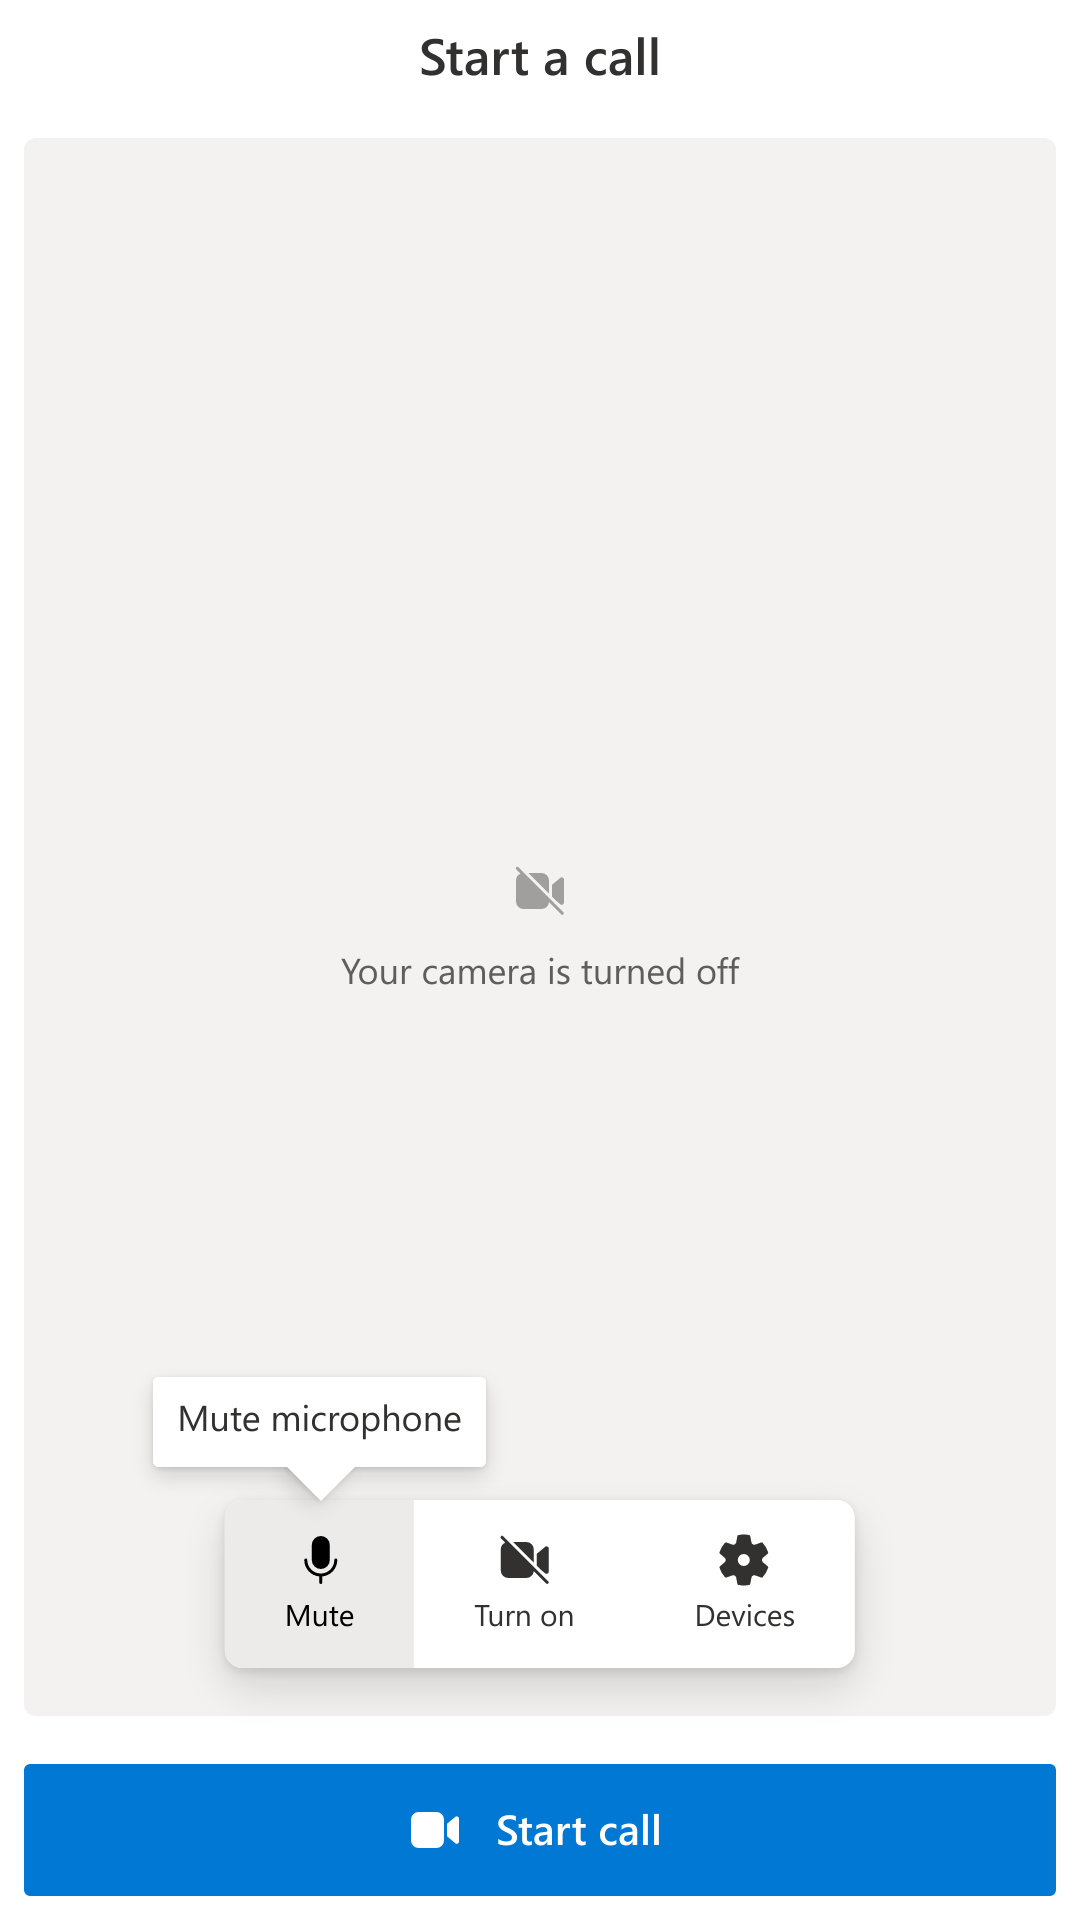 Start a call
Your camera is turned off
Mute microphone
Mute
Turn on
Devices
Start call